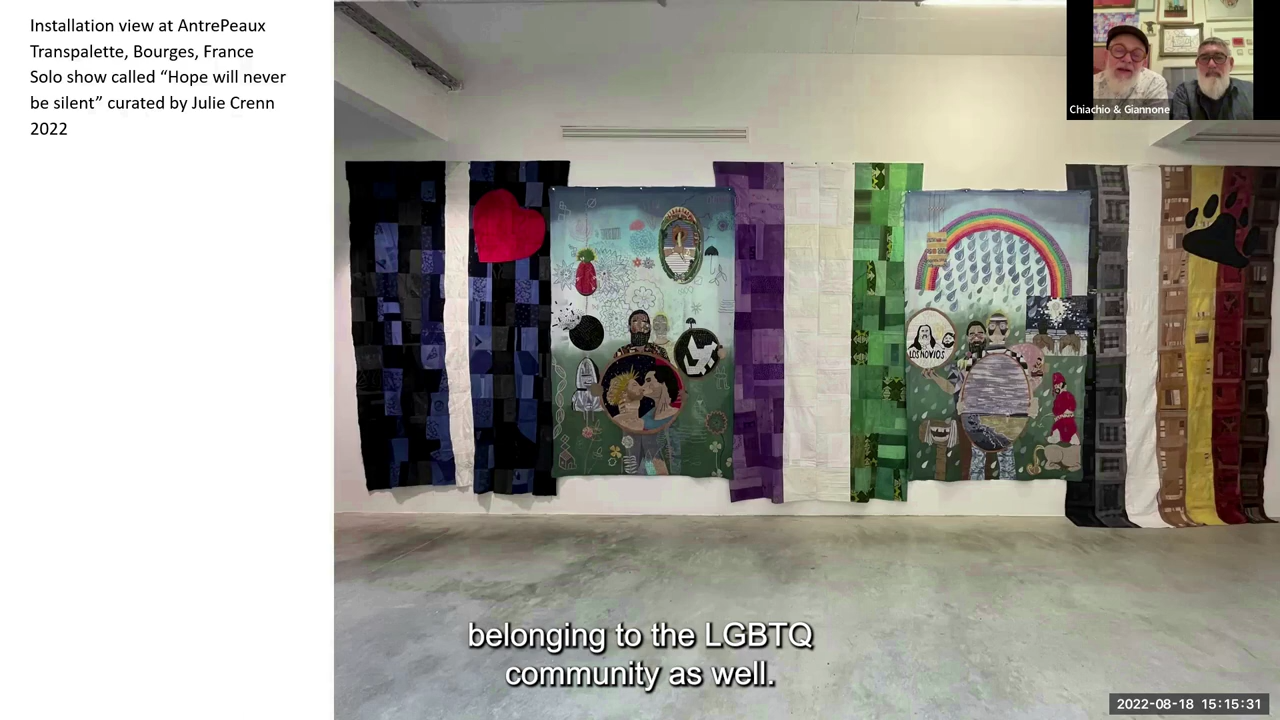 Installation view at AntrePeaux
Transpalette, Bourges, France
Solo show called “Hope will never
be silent” curated by Julie Crenn
2022
Chiachio & Giannone
LOS NOVIOS
belonging to the LGBTQ
community as well.
2022-08-18 15:15:31